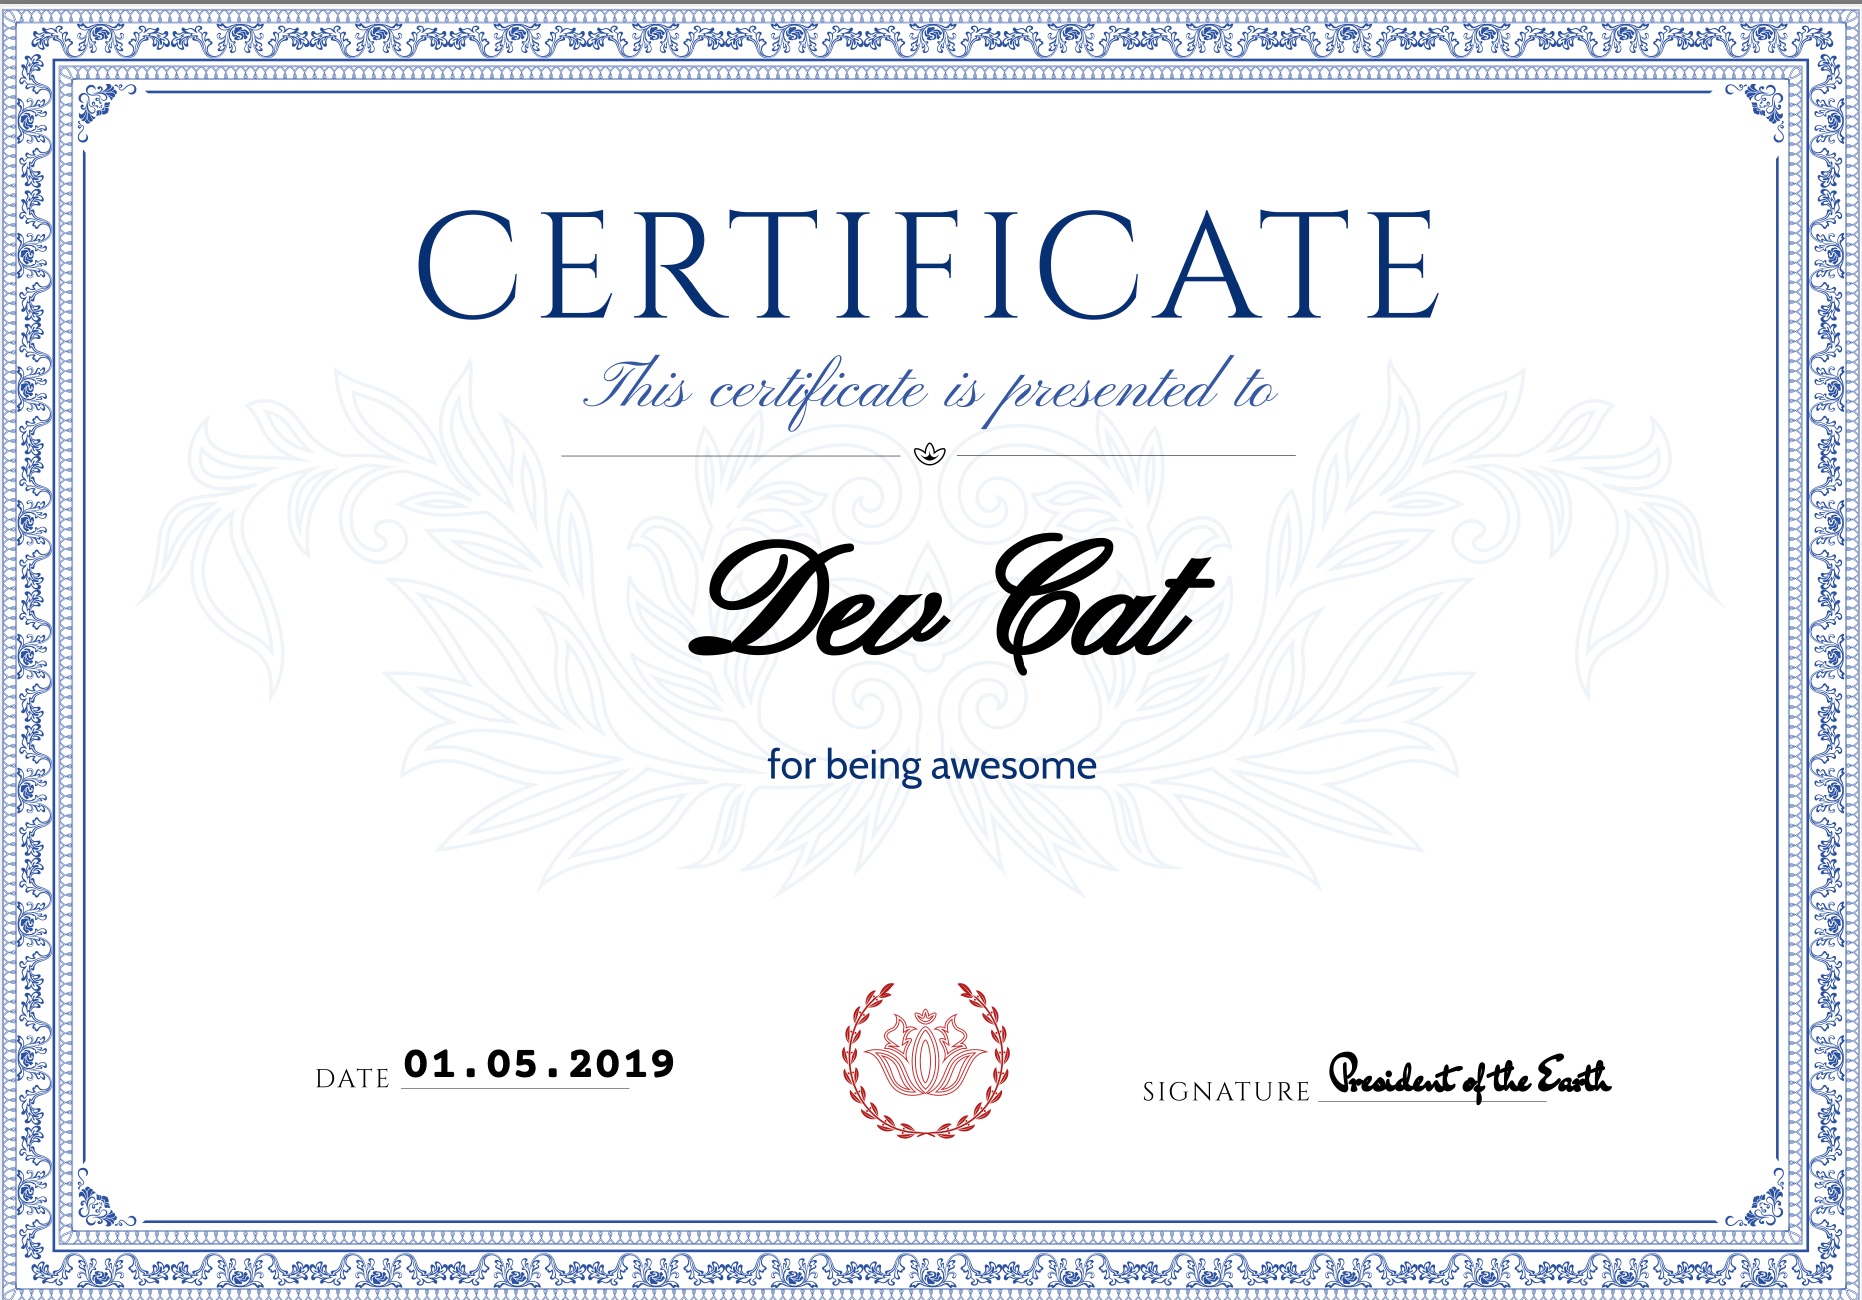 CERTIFICATE
This certificate is presented to
Dev Cat
for being awesome
DATE 01.05.2019
SIGNATURE President of the Earth